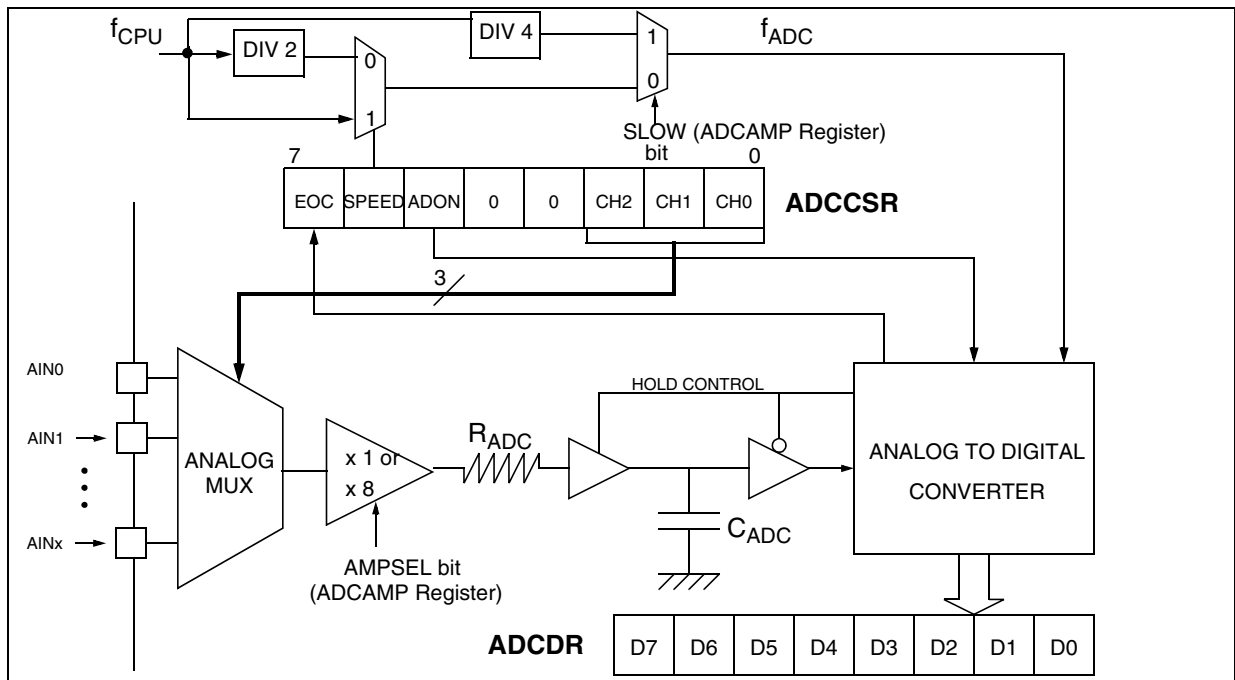 fCPU
DIV 2
DIV 4
fADC
0
1
1
0
SLOW (ADCAMP Register)
bit
7
0
EOC
SPEED
ADON
0
0
CH2
CH1
CH0
ADCCSR
3
AIN0
AIN1
AINx
ANALOG
MUX
x 1 or
x 8
AMPSEL bit
(ADCAMP Register)
RADC
HOLD CONTROL
CADC
ANALOG TO DIGITAL
CONVERTER
ADCDR
D7
D6
D5
D4
D3
D2
D1
D0